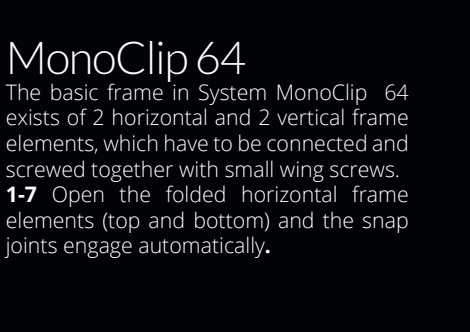 MonoClip 64
The basic frame in System MonoClip 64
exists of 2 horizontal and 2 vertical frame
elements, which have to be connected and
screwed together with small wing screws.
1-7 Open the folded horizontal frame
elements (top and bottom) and the snap
joints engage automatically.